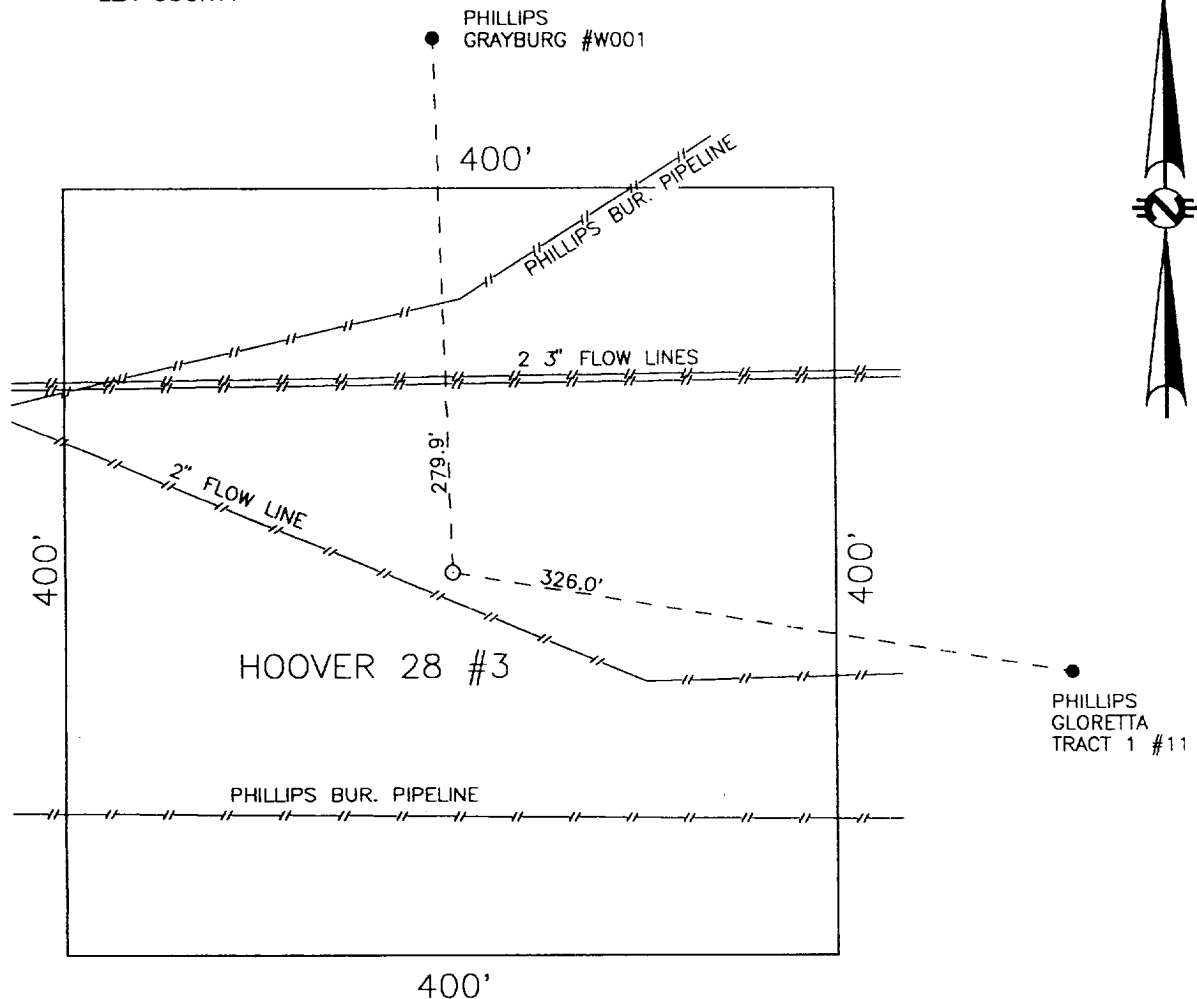 PHILLIPS
GRAYBURG #W001
400'
PHILLIPS BUR. PIPELINE
2 3" FLOW LINES
279.9'
2" FLOW LINE
400'
400'
326.0'
HOOVER 28 #3
PHILLIPS
GLORETTA
TRACT 1 #11
PHILLIPS BUR. PIPELINE
400'